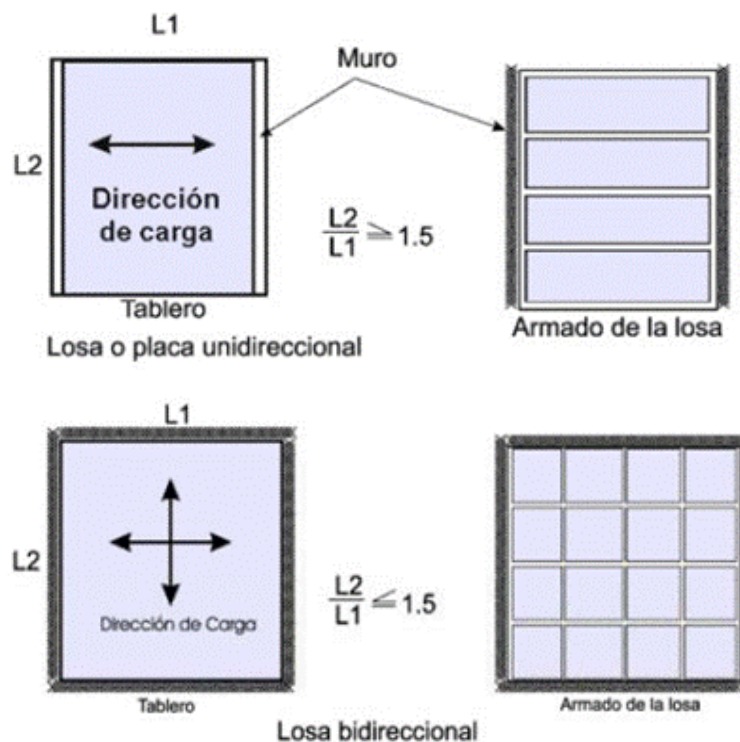 L1
Muro
L2
Dirección
de carga
L2
L1 ≧ 1.5
Tablero
Armado de la losa
Losa o placa unidireccional
L1
L2
Dirección de Carga
L2
L1 ≦ 1.5
Tablero
Armado de la losa
Losa bidireccional